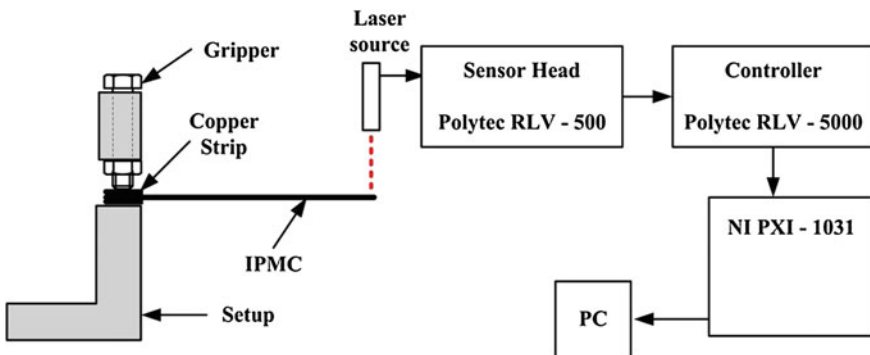 Laser
source
Gripper
Sensor Head
Polytec RLV - 500
Controller
Polytec RLV - 5000
Copper
Strip
IPMC
NI PXI - 1031
Setup
PC